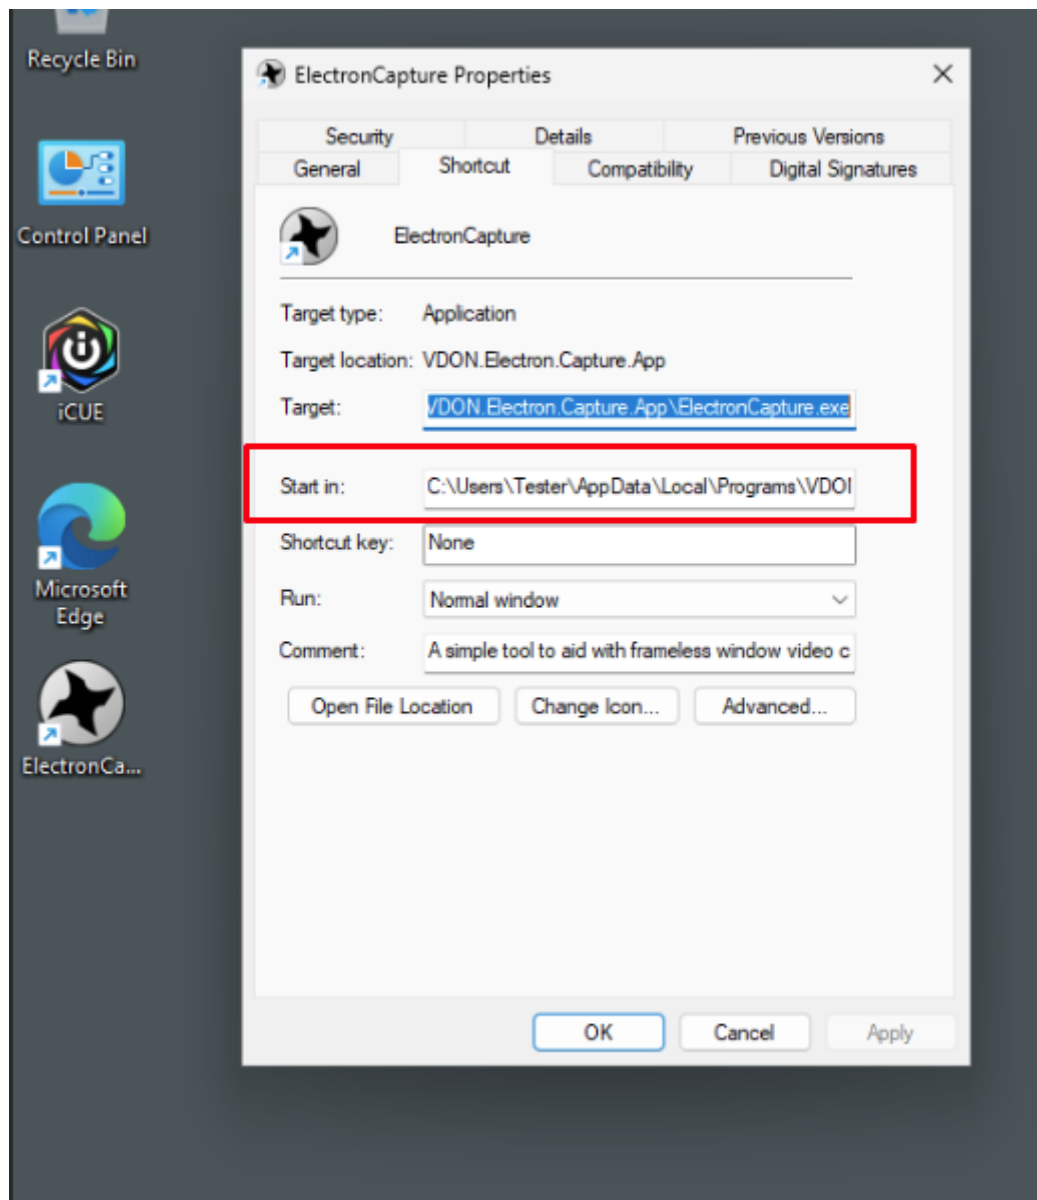 Recycle Bin
Control Panel
iCUE
Microsoft
Edge
ElectronCa...
ElectronCapture Properties
Security Details Previous Versions
General Shortcut Compatibility Digital Signatures
ElectronCapture
Target type: Application
Target location: VDON.Electron.Capture.App
Target: VDON.Electron.Capture.App\ElectronCapture.exe
Start in: C:\Users\Tester\AppData\Local\Programs\VDO
Shortcut key: None
Run: Normal window
Comment: A simple tool to aid with frameless window video c
Open File Location Change Icon... Advanced...
OK Cancel Apply